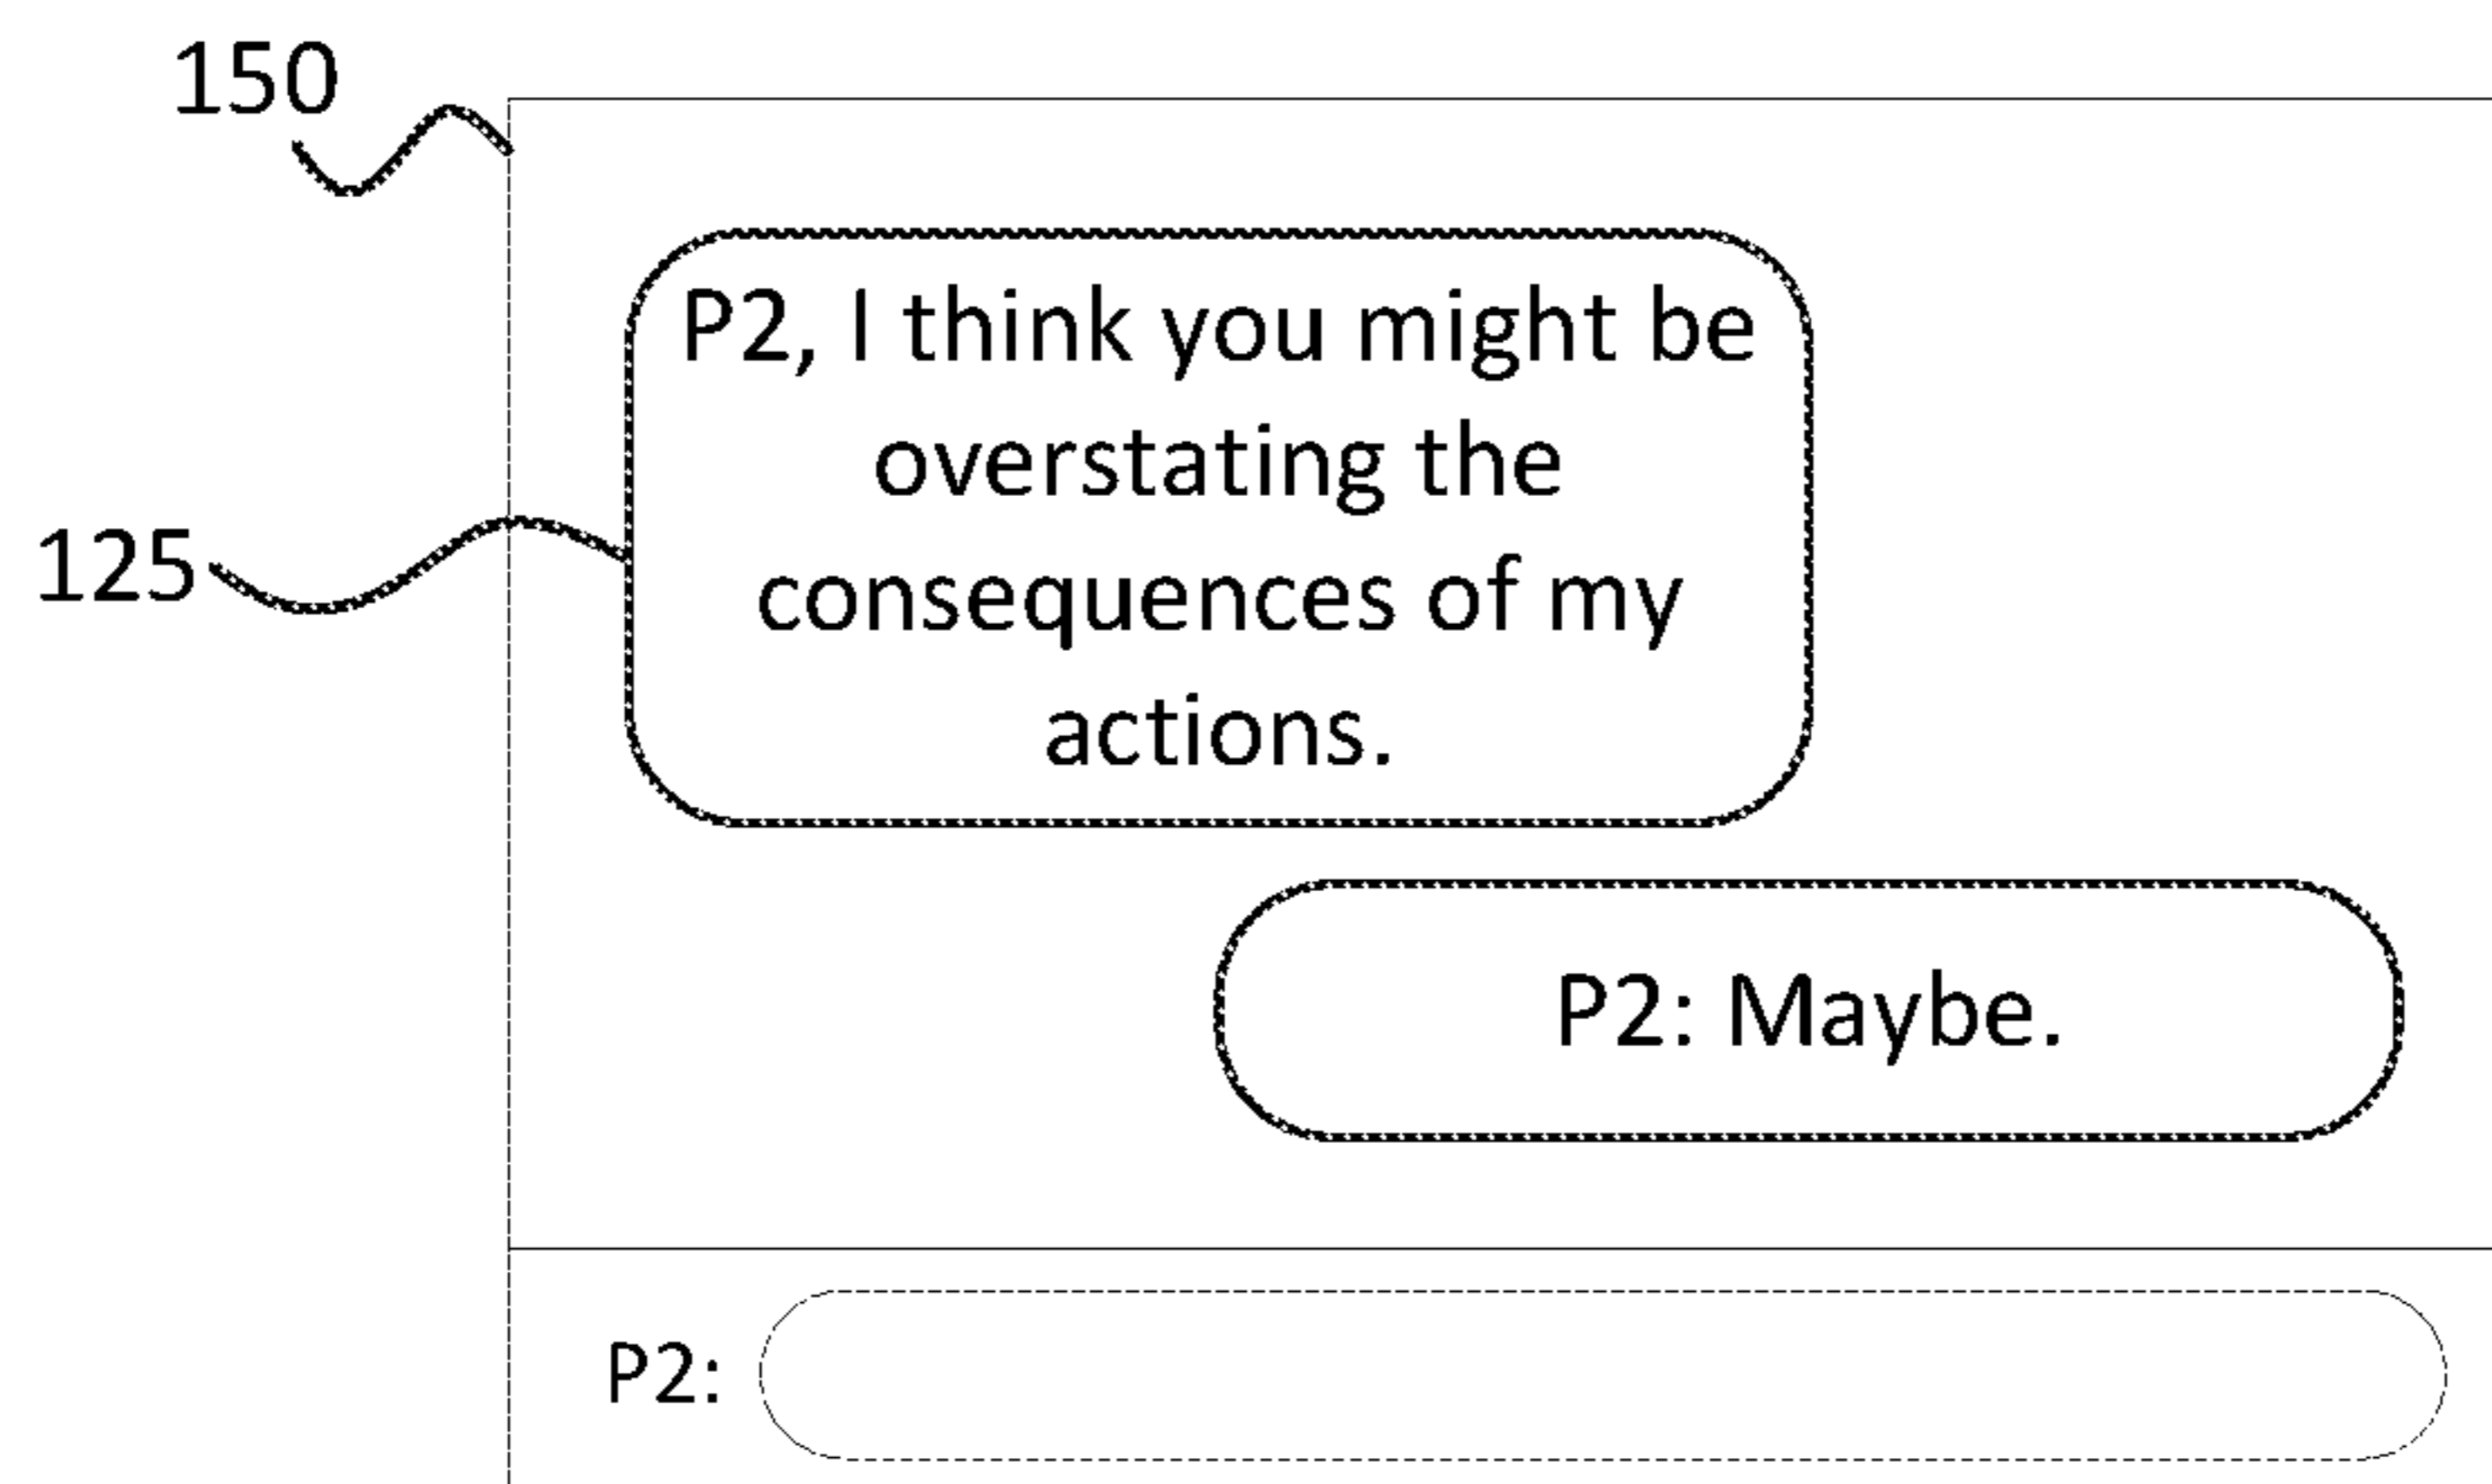 150
P2, I think you might be
overstating the
125
consequences of my
actions.
P2: Maybe.
P2: